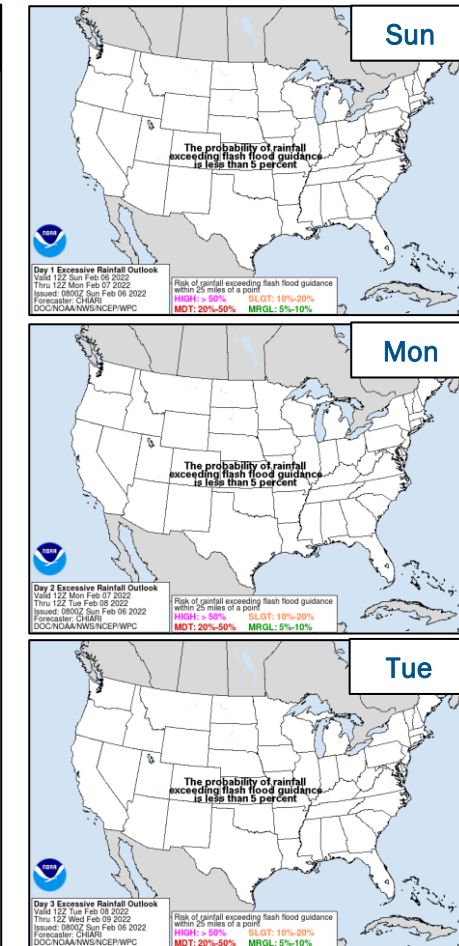 Sun
The probability of rainfall
exceeding flash flood guidance
is less than 5 percent
NOAA
Day 1 Excessive Rainfall Outlook
Valid 12Z Sun Feb 06 2022
Thru 12Z Mon Feb 07 2022
Issued: 0800Z Sun Feb 06 2022
Forecaster: CHIARI
DOC/NOAA/NWS/NCEP/WPC
Risk of rainfall exceeding flash flood guidance
within 25 miles of a point
HIGH: > 50% SLGT: 10%-20%
MDT: 20%-50% MRGL: 5%-10%
Mon
The probability of rainfall
exceeding flash flood guidance
is less than 5 percent
NOAA
Day 2 Excessive Rainfall Outlook
Valid 12Z Mon Feb 07 2022
Thru 12Z Tue Feb 08 2022
Issued: 0800Z Sun Feb 06 2022
Forecaster: CHIARI
DOC/NOAA/NWS/NCEP/WPC
Risk of rainfall exceeding flash flood guidance
within 25 miles of a point
HIGH: > 50% SLGT: 10%-20%
MDT: 20%-50% MRGL: 5%-10%
Tue
The probability of rainfall
exceeding flash flood guidance
is less than 5 percent
NOAA
Day 3 Excessive Rainfall Outlook
Valid 12Z Tue Feb 08 2022
Thru 12Z Wed Feb 09 2022
Issued: 0800Z Sun Feb 06 2022
Forecaster: CHIARI
DOC/NOAA/NWS/NCEP/WPC
Risk of rainfall exceeding flash flood guidance
within 25 miles of a point
HIGH: > 50% SLGT: 10%-20%
MDT: 20%-50% MRGL: 5%-10%